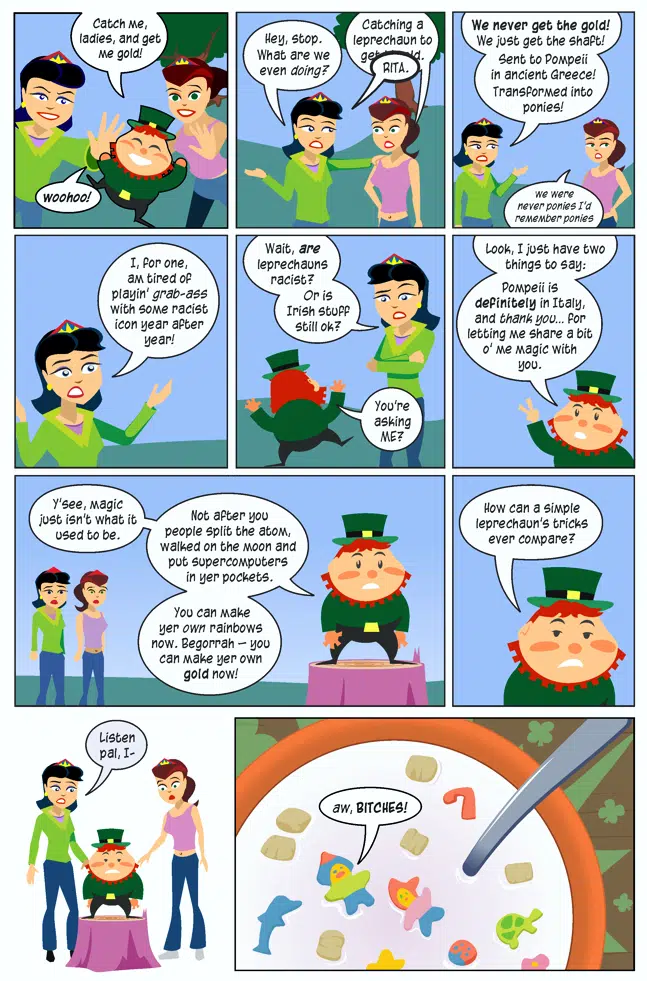 Catch me,
ladies, and get
me gold!
woohoo!
Hey, stop.
What are we
even doing?
Catching a
leprechaun to
RITA.
We never get the gold!
We just get the shaft!
Sent to Pompeii
in ancient Greece!
Transformed into
ponies!
we were
never ponies I'd
remember ponies
I, for one,
am tired of
playin' grab-ass
with some racist
icon year after
year!
Wait, are
leprechauns
racist?
Or is
Irish stuff
still ok?
You're
asking
ME?
Look, I just have two
things to say:
Pompeii is
definitely in Italy,
and thank you... for
letting me share a bit
o' me magic with
you.
Y'see, magic
just isn't what it
used to be.
Not after you
people split the atom,
walked on the moon and
put supercomputers
in yer pockets.
You can make
yer own rainbows
now. Begorrah – you
can make yer own
gold now!
How can a simple
leprechaun's tricks
ever compare?
Listen
pal, I-
aw, BITCHES!